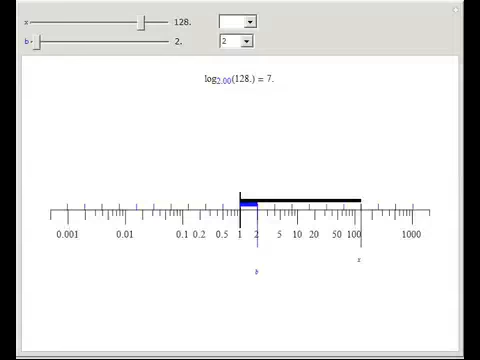 x 128.
b 2. 2
log2.00(128.) = 7.
0.001 0.01 0.1 0.2 0.5 1 2 5 10 20 50 100 1000
x
b